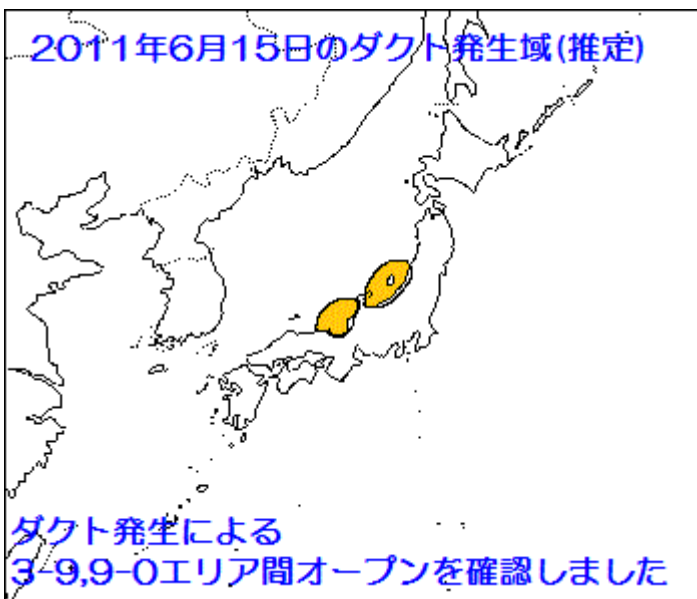 2011年6月15日のダクト発生域(推定)
ダクト発生による
3-9,9-0エリア間オープンを確認しました